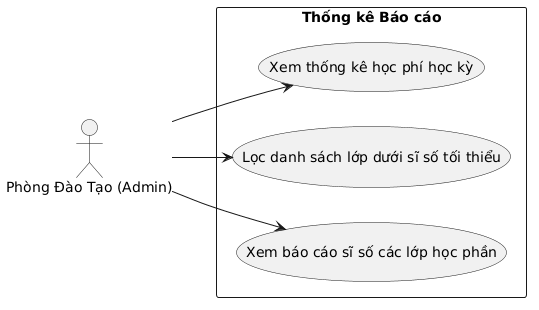 Thống kê Báo cáo
Xem thống kê học phí học kỳ
Lọc danh sách lớp dưới sĩ số tối thiểu
Phòng Đào Tạo (Admin)
Xem báo cáo sĩ số các lớp học phần